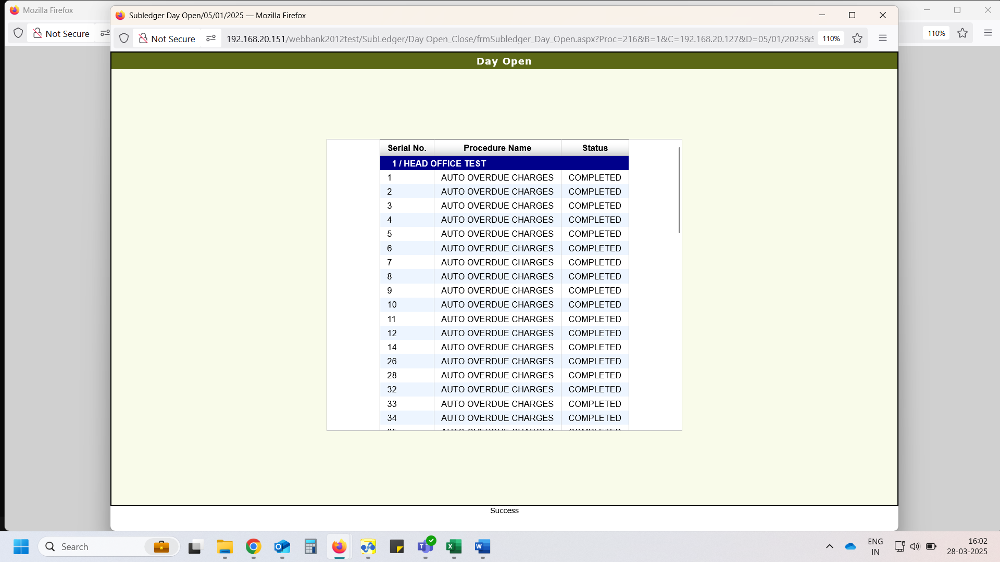 Mozilla Firefox
Subledger Day Open/05/01/2025 — Mozilla Firefox
Not Secure
Not Secure
192.168.20.151/webbank2012test/SubLedger/Day Open_Close/frmSubledger_Day_Open.aspx?Proc=216&B=1&C=192.168.20.127&D=05/01/2025&S
110%
110%
Day Open
Serial No. Procedure Name Status
1 / HEAD OFFICE TEST
1 AUTO OVERDUE CHARGES COMPLETED
2 AUTO OVERDUE CHARGES COMPLETED
3 AUTO OVERDUE CHARGES COMPLETED
4 AUTO OVERDUE CHARGES COMPLETED
5 AUTO OVERDUE CHARGES COMPLETED
6 AUTO OVERDUE CHARGES COMPLETED
7 AUTO OVERDUE CHARGES COMPLETED
8 AUTO OVERDUE CHARGES COMPLETED
9 AUTO OVERDUE CHARGES COMPLETED
10 AUTO OVERDUE CHARGES COMPLETED
11 AUTO OVERDUE CHARGES COMPLETED
12 AUTO OVERDUE CHARGES COMPLETED
14 AUTO OVERDUE CHARGES COMPLETED
26 AUTO OVERDUE CHARGES COMPLETED
28 AUTO OVERDUE CHARGES COMPLETED
32 AUTO OVERDUE CHARGES COMPLETED
33 AUTO OVERDUE CHARGES COMPLETED
34 AUTO OVERDUE CHARGES COMPLETED
Success
Search
ENG
IN
16:02
28-03-2025